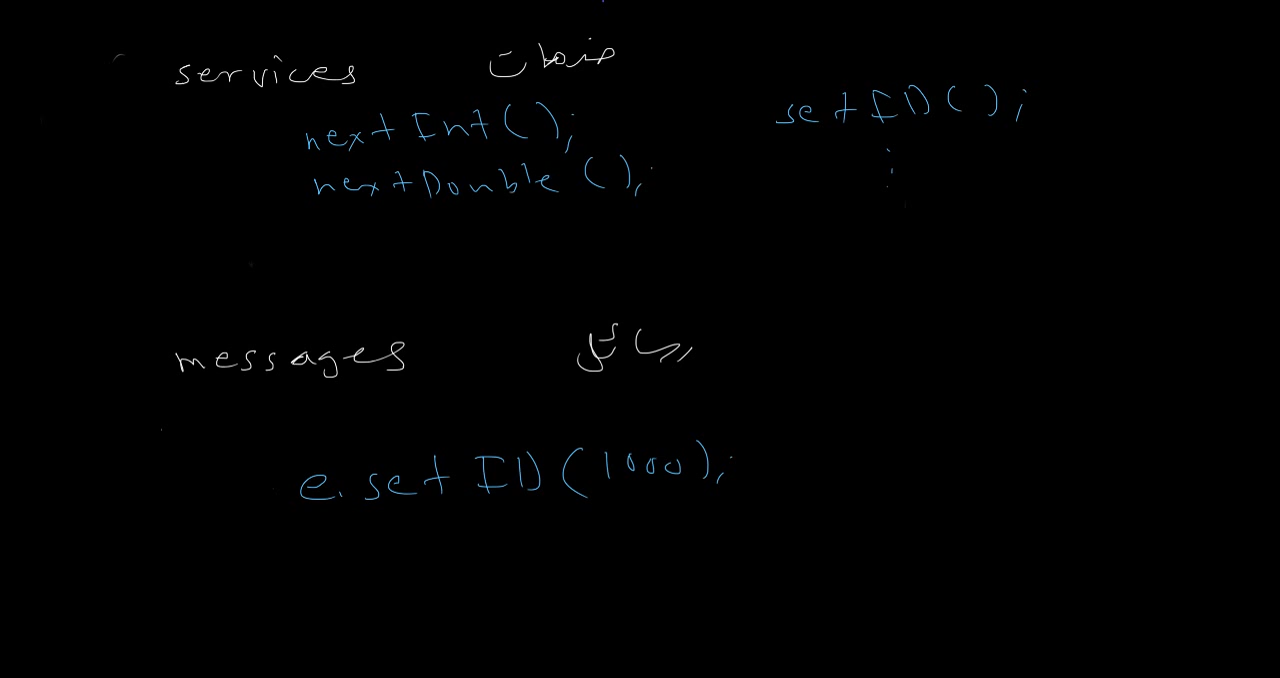 services خدمات
nextInt(); setID();
nextDouble(); :
messages رسائل
e.setID(1000);